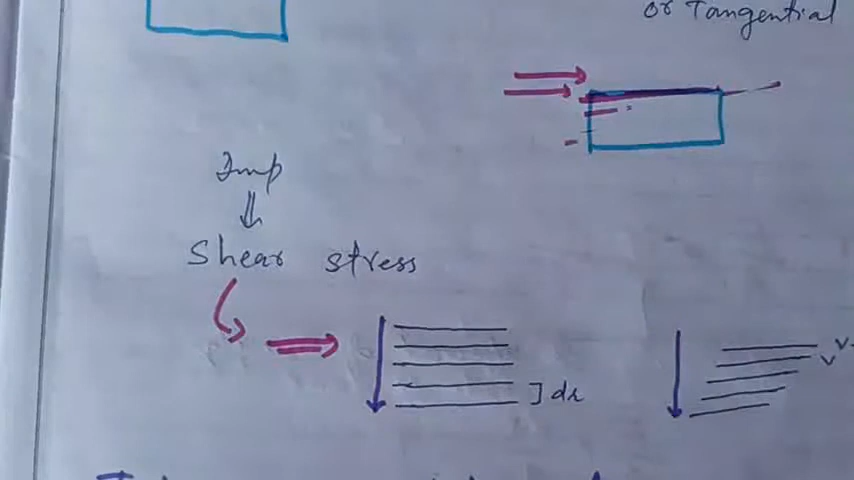 or Tangential
Imp
Shear stress
dr
v
v